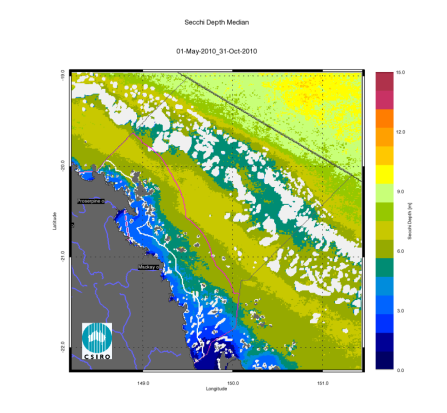 Secchi Depth Median
01-May-2010_31-Oct-2010
-19.0
-20.0
-21.0
-22.0
Latitude
Proserpine
Mackay
CSIRO
149.0
150.0
151.0
Longitude
15.0
12.0
9.0
6.0
3.0
0.0
Secchi Depth [m]